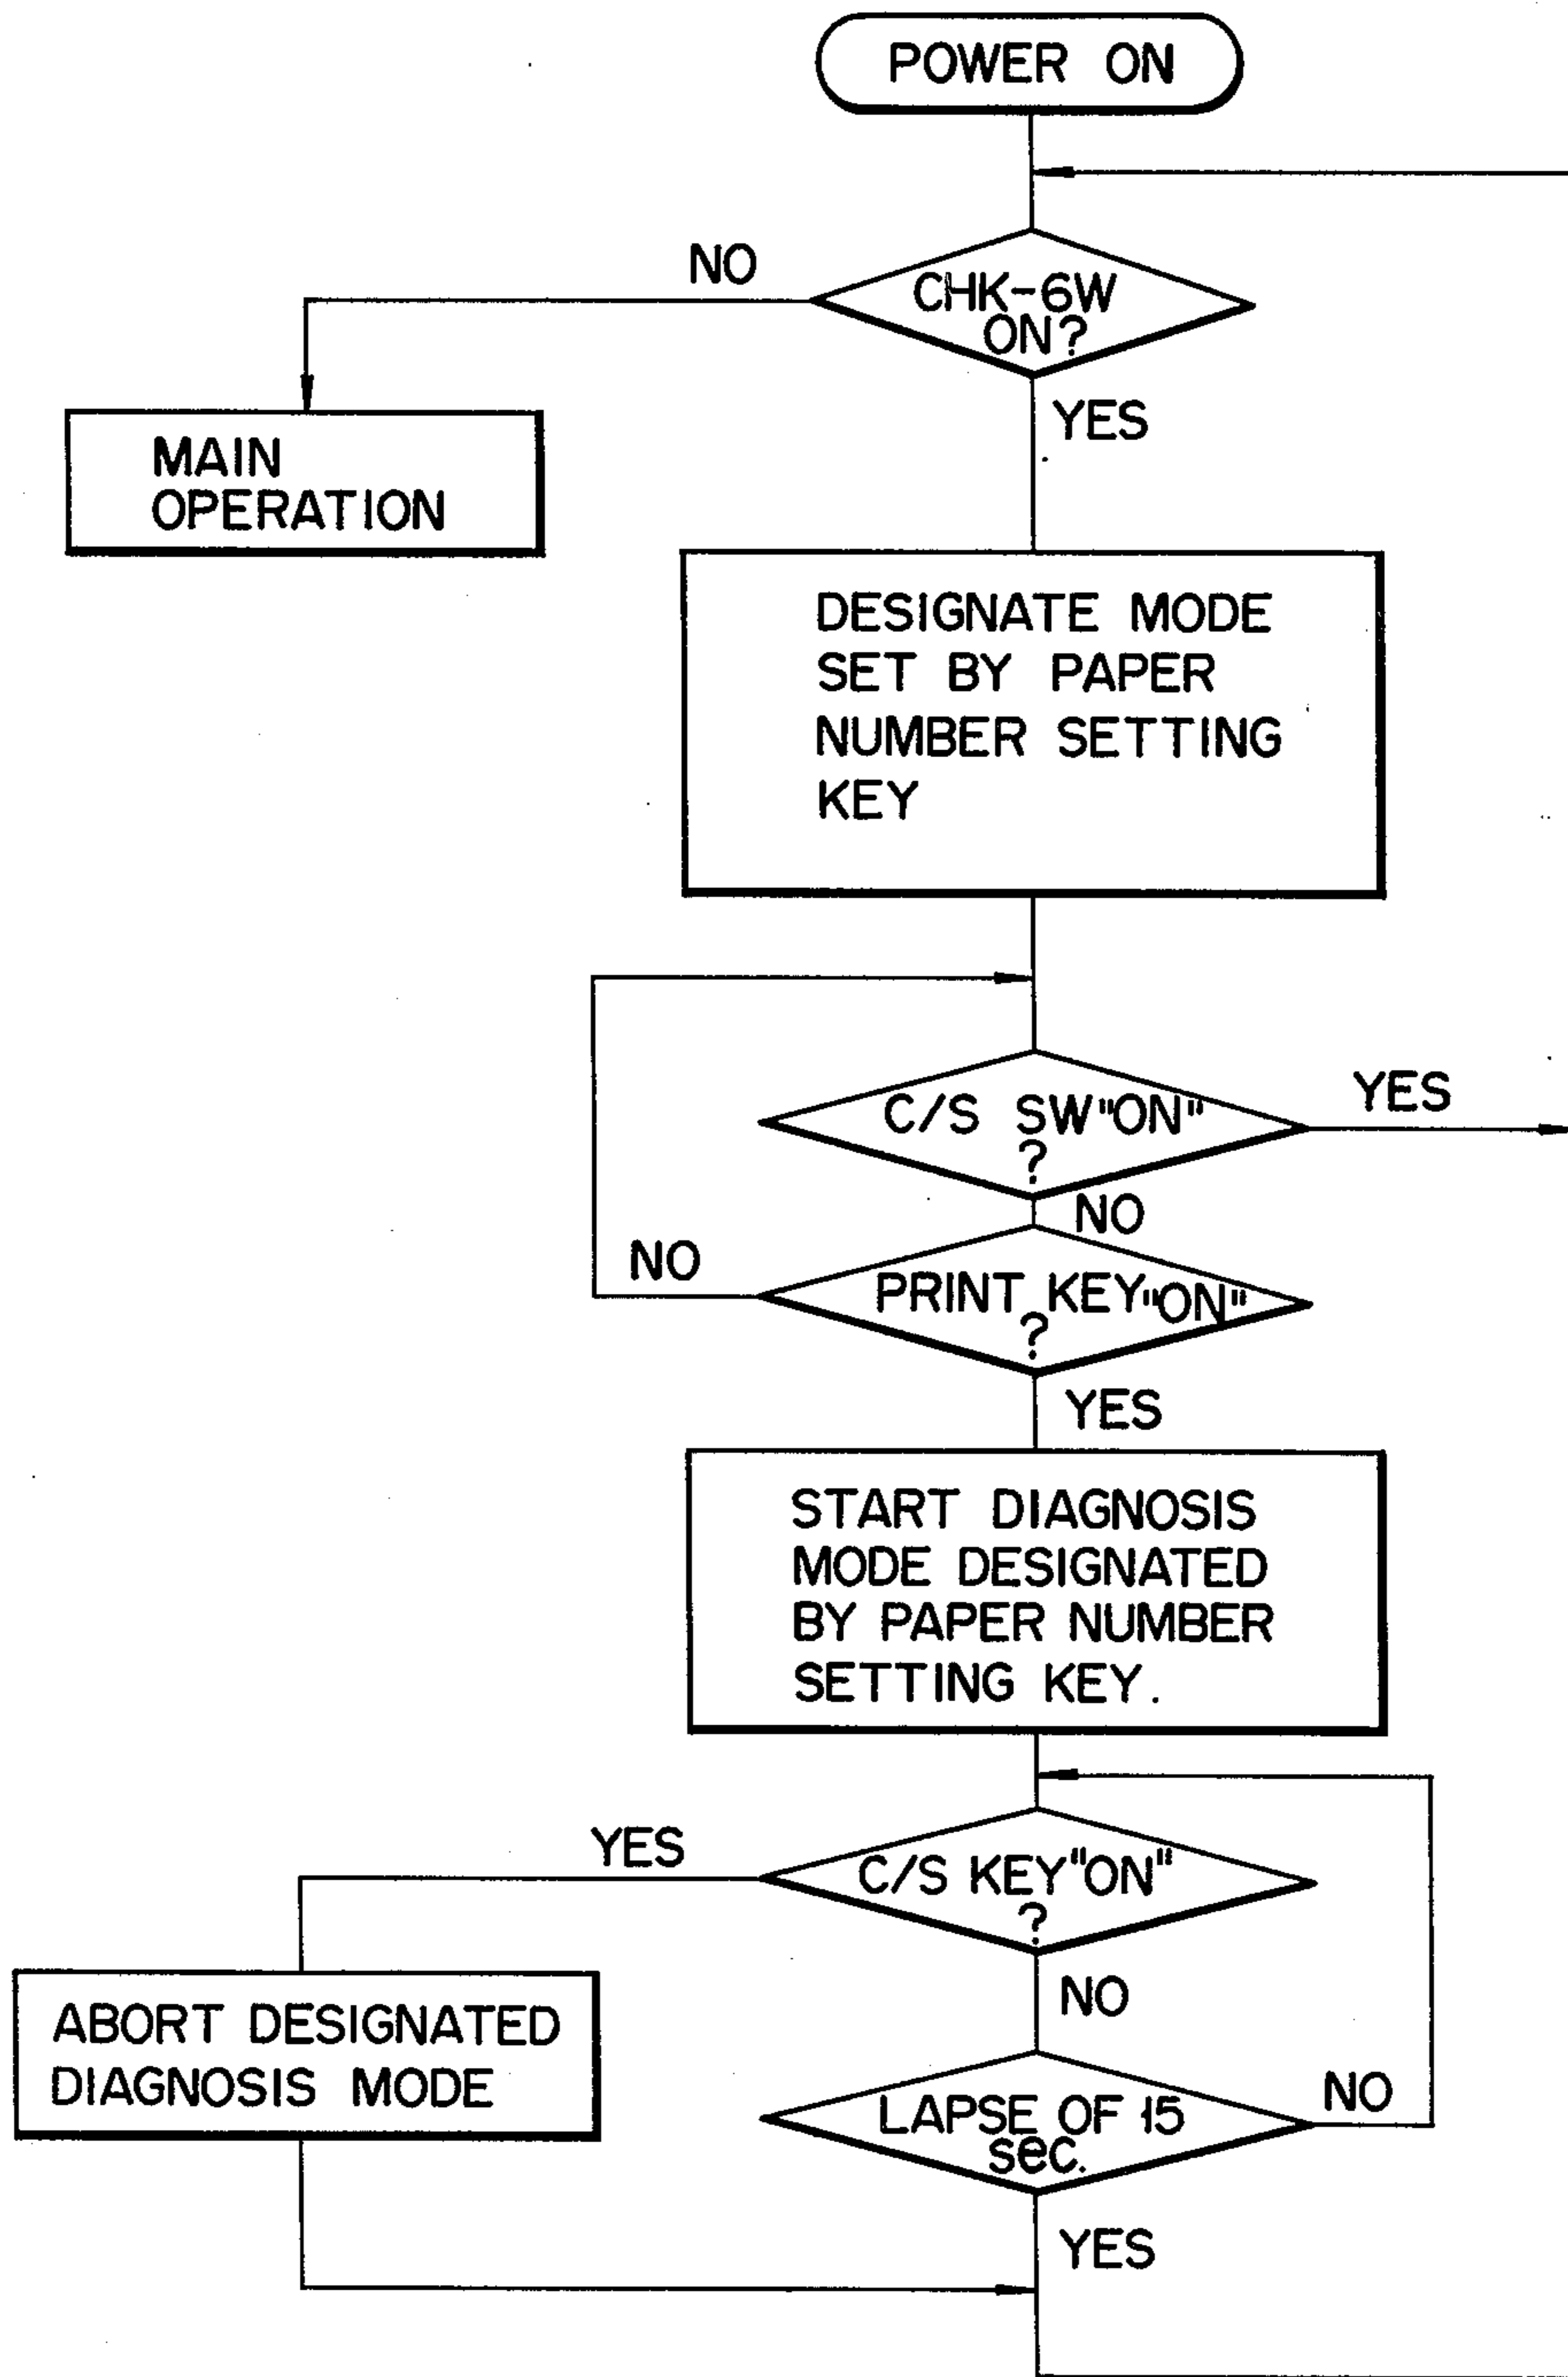 POWER ON
NO
CHK-6W
ON?
YES
MAIN
OPERATION
DESIGNATE MODE
SET BY PAPER
NUMBER SETTING
KEY
C/S SW"ON"
?
YES
NO
NO
PRINT KEY"ON"
?
YES
START DIAGNOSIS
MODE DESIGNATED
BY PAPER NUMBER
SETTING KEY.
YES
C/S KEY"ON"
?
NO
ABORT DESIGNATED
DIAGNOSIS MODE
LAPSE OF 15
sec.
NO
YES